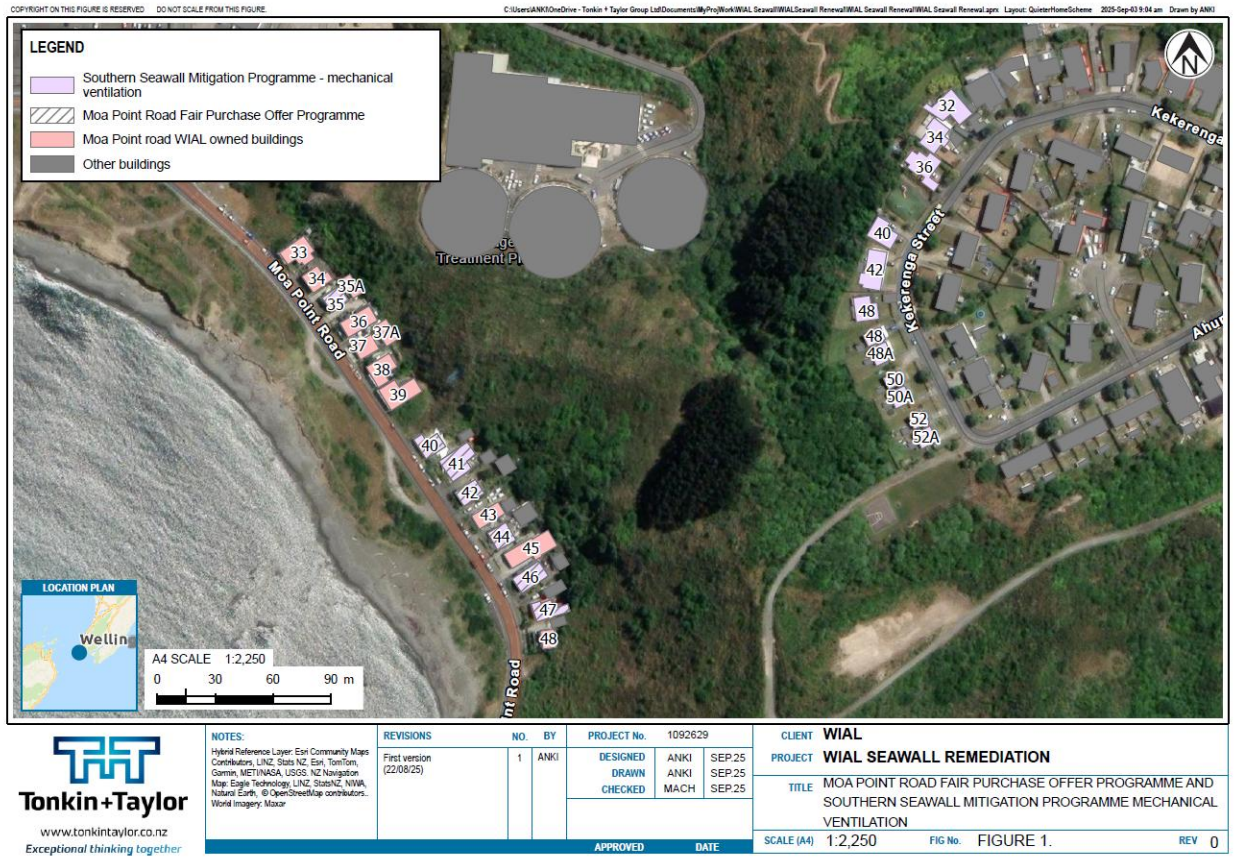 COPYRIGHT ON THIS FIGURE IS RESERVED DO NOT SCALE FROM THIS FIGURE.
C:\Users\ANKI\OneDrive - Tonkin + Taylor Group Ltd\Documents\MyProjWork\WIAL Seawall\WIALSeawall Renewal\WIAL Seawall Renewal\WIAL Seawall Renewal.aprx Layout: QuieterHomeScheme 2025-Sep-03 9:04 am Drawn by ANKI
LEGEND
Southern Seawall Mitigation Programme - mechanical
ventilation
Moa Point Road Fair Purchase Offer Programme
Moa Point road WIAL owned buildings
Other buildings
N
32
34
36
40
42
48
48
48A
50
50A
52
52A
Kekerenga
Kekerenga Street
Ahur
Treatment Pl
33
34
35A
35
36
37A
37
38
39
Moa Point Road
40
41
42
43
44
45
46
47
48
nt Road
LOCATION PLAN
Welling
A4 SCALE 1:2,250
0 30 60 90 m
Tonkin+Taylor
www.tonkintaylor.co.nz
Exceptional thinking together
NOTES:
Hybrid Reference Layer: Esri Community Maps
Contributors, LINZ, Stats NZ, Esri, TomTom,
Garmin, METI/NASA, USGS. NZ Navigation
Map: Eagle Technology, LINZ, StatsNZ, NIWA,
Natural Earth, © OpenStreetMap contributors..
World Imagery: Maxar
REVISIONS NO. BY
First version 1 ANKI
(22/08/25)
PROJECT No. 1092629
DESIGNED ANKI SEP.25
DRAWN ANKI SEP.25
CHECKED MACH SEP.25
APPROVED DATE
CLIENT WIAL
PROJECT WIAL SEAWALL REMEDIATION
TITLE MOA POINT ROAD FAIR PURCHASE OFFER PROGRAMME AND
SOUTHERN SEAWALL MITIGATION PROGRAMME MECHANICAL
VENTILATION
SCALE (A4) 1:2,250 FIG No. FIGURE 1. REV 0